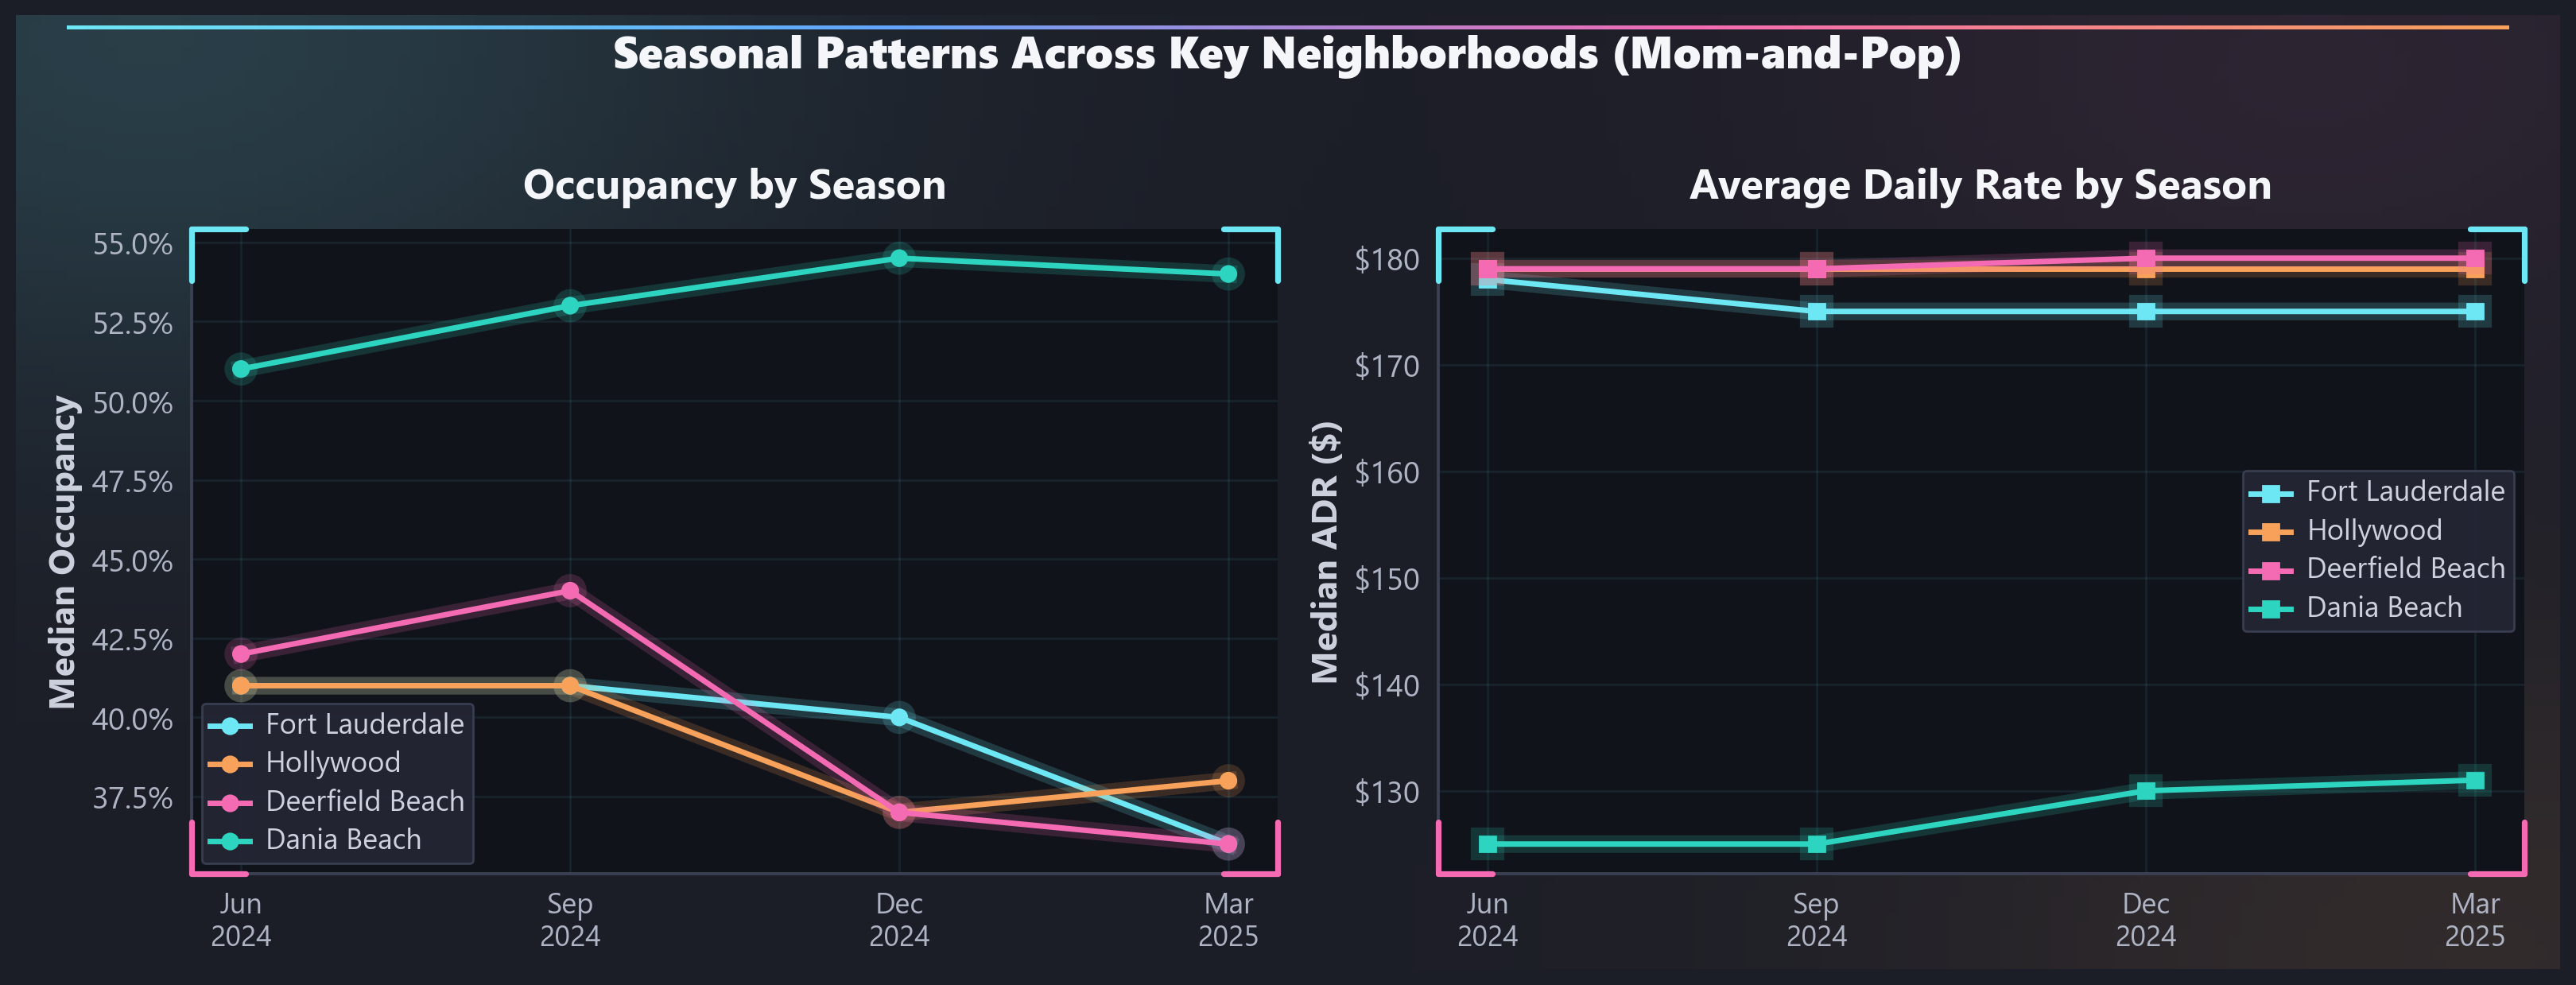 Seasonal Patterns Across Key Neighborhoods (Mom-and-Pop)
Occupancy by Season
Median Occupancy
55.0%
52.5%
50.0%
47.5%
45.0%
42.5%
40.0%
37.5%
Fort Lauderdale
Hollywood
Deerfield Beach
Dania Beach
Jun
2024
Sep
2024
Dec
2024
Mar
2025
Average Daily Rate by Season
Median ADR ($)
$180
$170
$160
$150
$140
$130
Fort Lauderdale
Hollywood
Deerfield Beach
Dania Beach
Jun
2024
Sep
2024
Dec
2024
Mar
2025